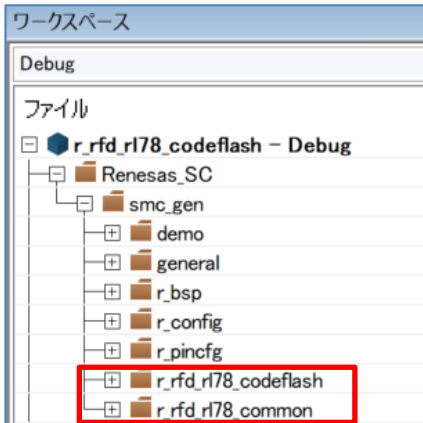 ワークスペース
Debug
ファイル
r_rfd_rl78_codeflash - Debug
Renesas_SC
smc_gen
demo
general
r_bsp
r_config
r_pincfg
r_rfd_rl78_codeflash
r_rfd_rl78_common